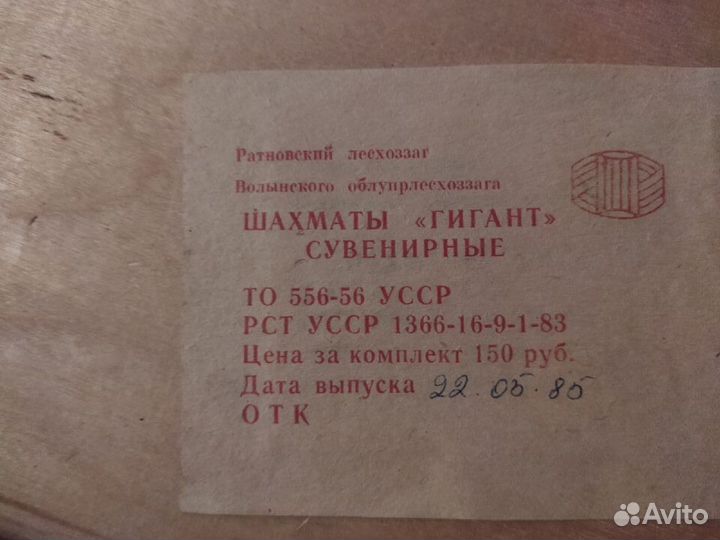 Ратновский лесхоззаг
Волынского облупрлесхоззага
ШАХМАТЫ «ГИГАНТ»
СУВЕНИРНЫЕ
ТО 556-56 УССР
РСТ УССР 1366-16-9-1-83
Цена за комплект 150 руб.
Дата выпуска 22.05.85
ОТК
Avito